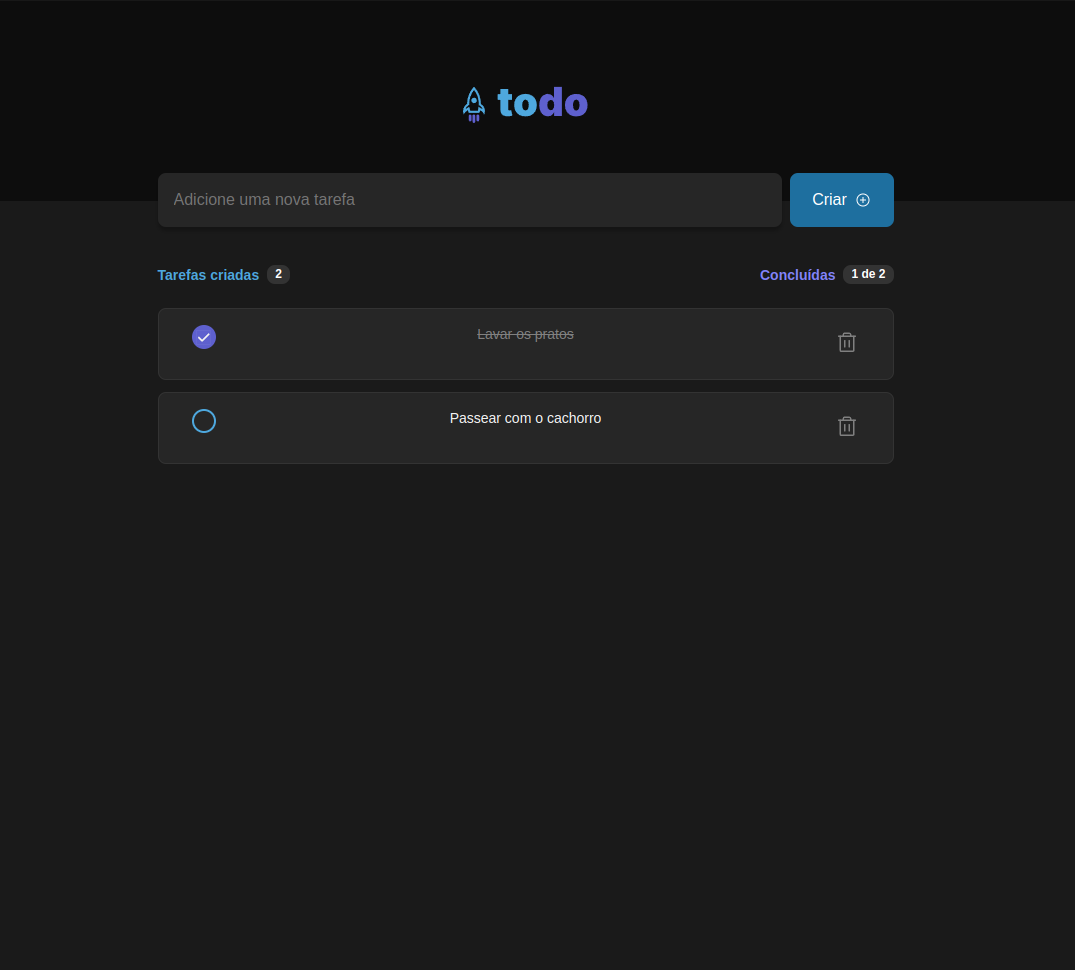 todo
Adicione uma nova tarefa
Criar
Tarefas criadas 2
Concluídas 1 de 2
Lavar os pratos
Passear com o cachorro